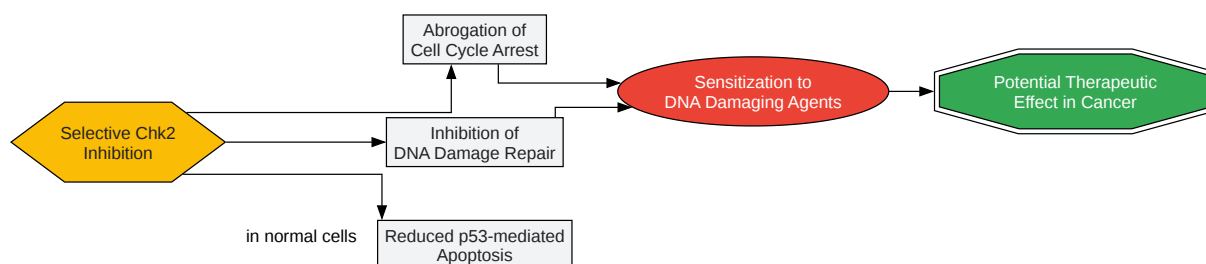 Abrogation of
Cell Cycle Arrest
Sensitization to
DNA Damaging Agents
Potential Therapeutic
Effect in Cancer
Selective Chk2
Inhibition
Inhibition of
DNA Damage Repair
in normal cells
Reduced p53-mediated
Apoptosis